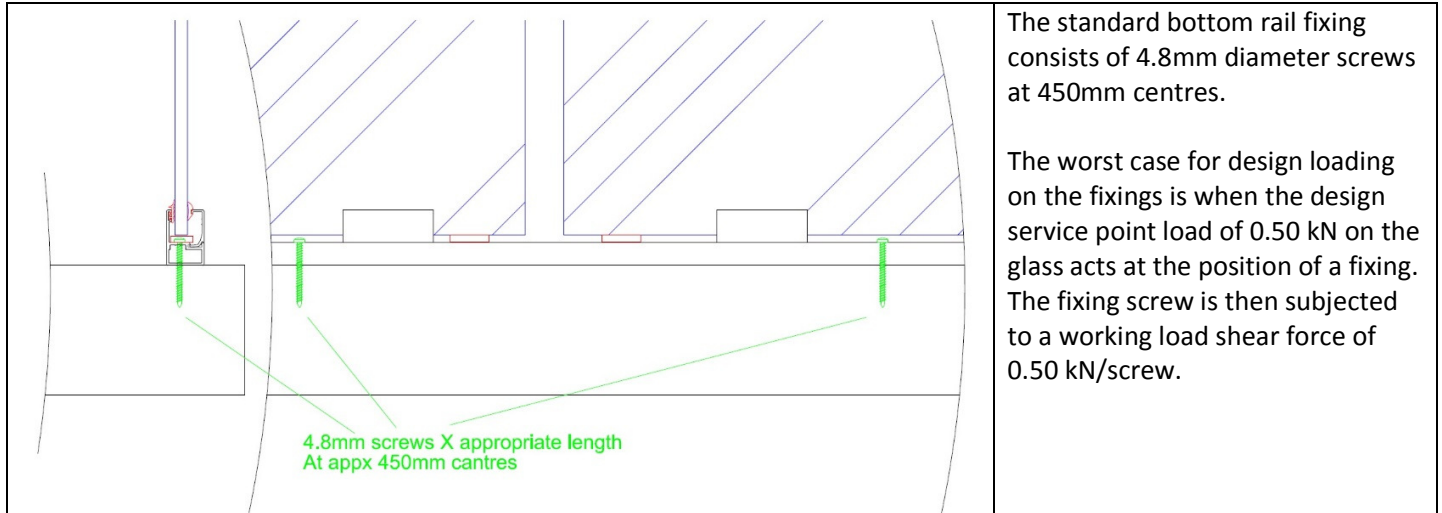 The standard bottom rail fixing
consists of 4.8mm diameter screws
at 450mm centres.
The worst case for design loading
on the fixings is when the design
service point load of 0.50 kN on the
glass acts at the position of a fixing.
The fixing screw is then subjected
to a working load shear force of
0.50 kN/screw.
4.8mm screws X appropriate length
At appx 450mm cantres